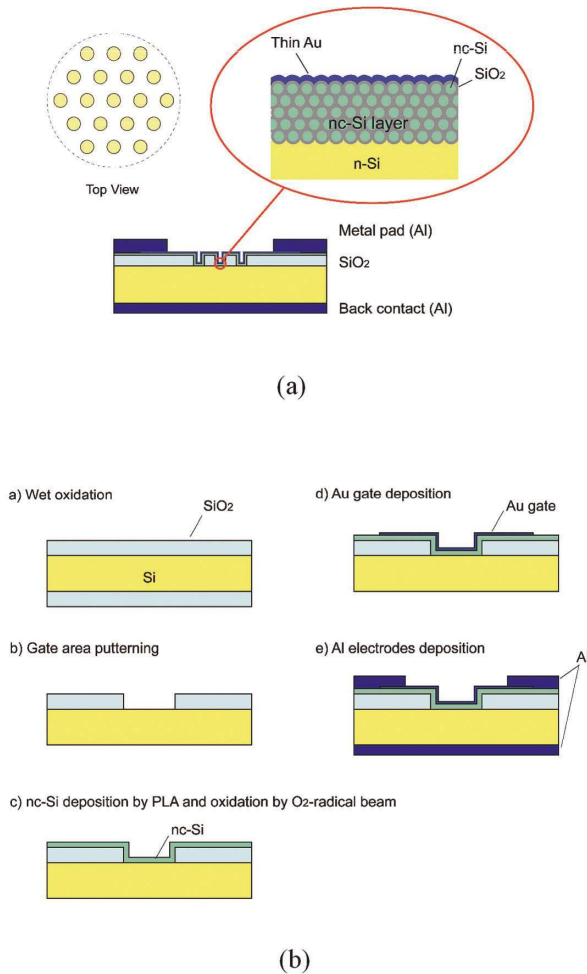 Thin Au
nc-Si
SiO₂
nc-Si layer
n-Si
Top View
Metal pad (Al)
SiO₂
Back contact (Al)
(a)
a) Wet oxidation
SiO₂
Si
b) Gate area putterning
c) nc-Si deposition by PLA and oxidation by O₂-radical beam
nc-Si
d) Au gate deposition
Au gate
e) Al electrodes deposition
Al
(b)